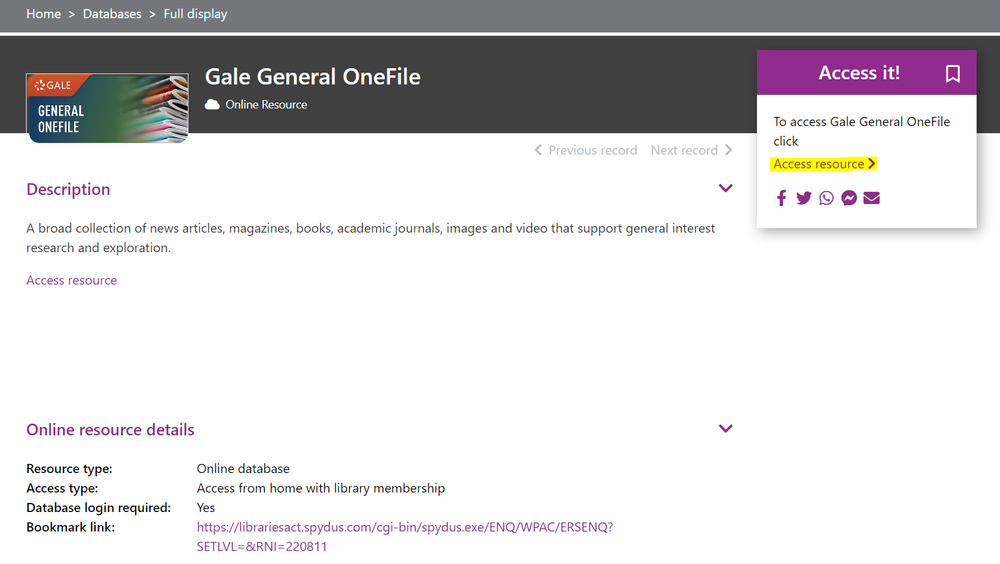 Home > Databases > Full display
GALE
GENERAL
ONEFILE
Gale General OneFile
Online Resource
Access it!
To access Gale General OneFile
click
Access resource
Previous record Next record
Description
A broad collection of news articles, magazines, books, academic journals, images and video that support general interest
research and exploration.
Access resource
Online resource details
Resource type: Online database
Access type: Access from home with library membership
Database login required: Yes
Bookmark link: https://librariesact.spydus.com/cgi-bin/spydus.exe/ENQ/WPAC/ERSENQ?
SETLVL=&RNI=220811